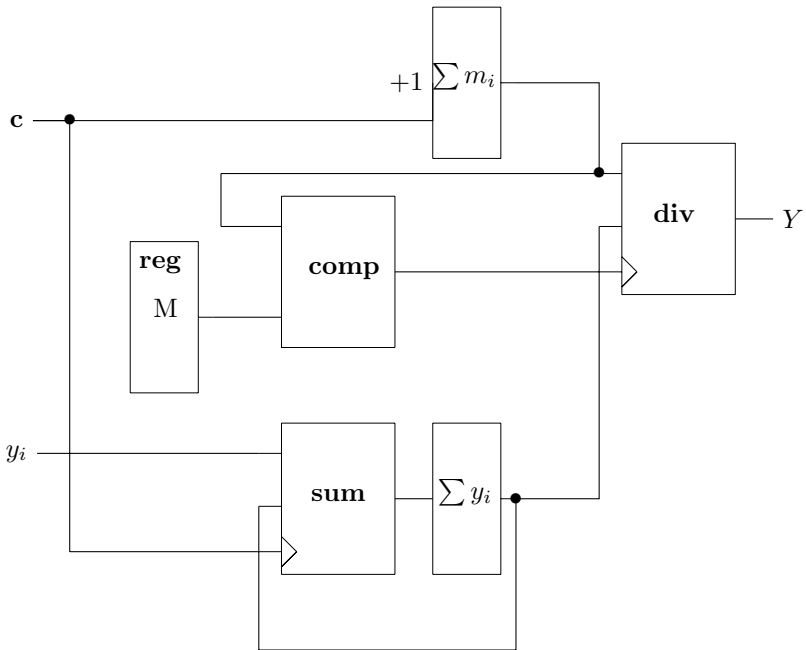 +1 ∑ m_i
c
div
Y
reg
comp
M
y_i
sum
∑ y_i